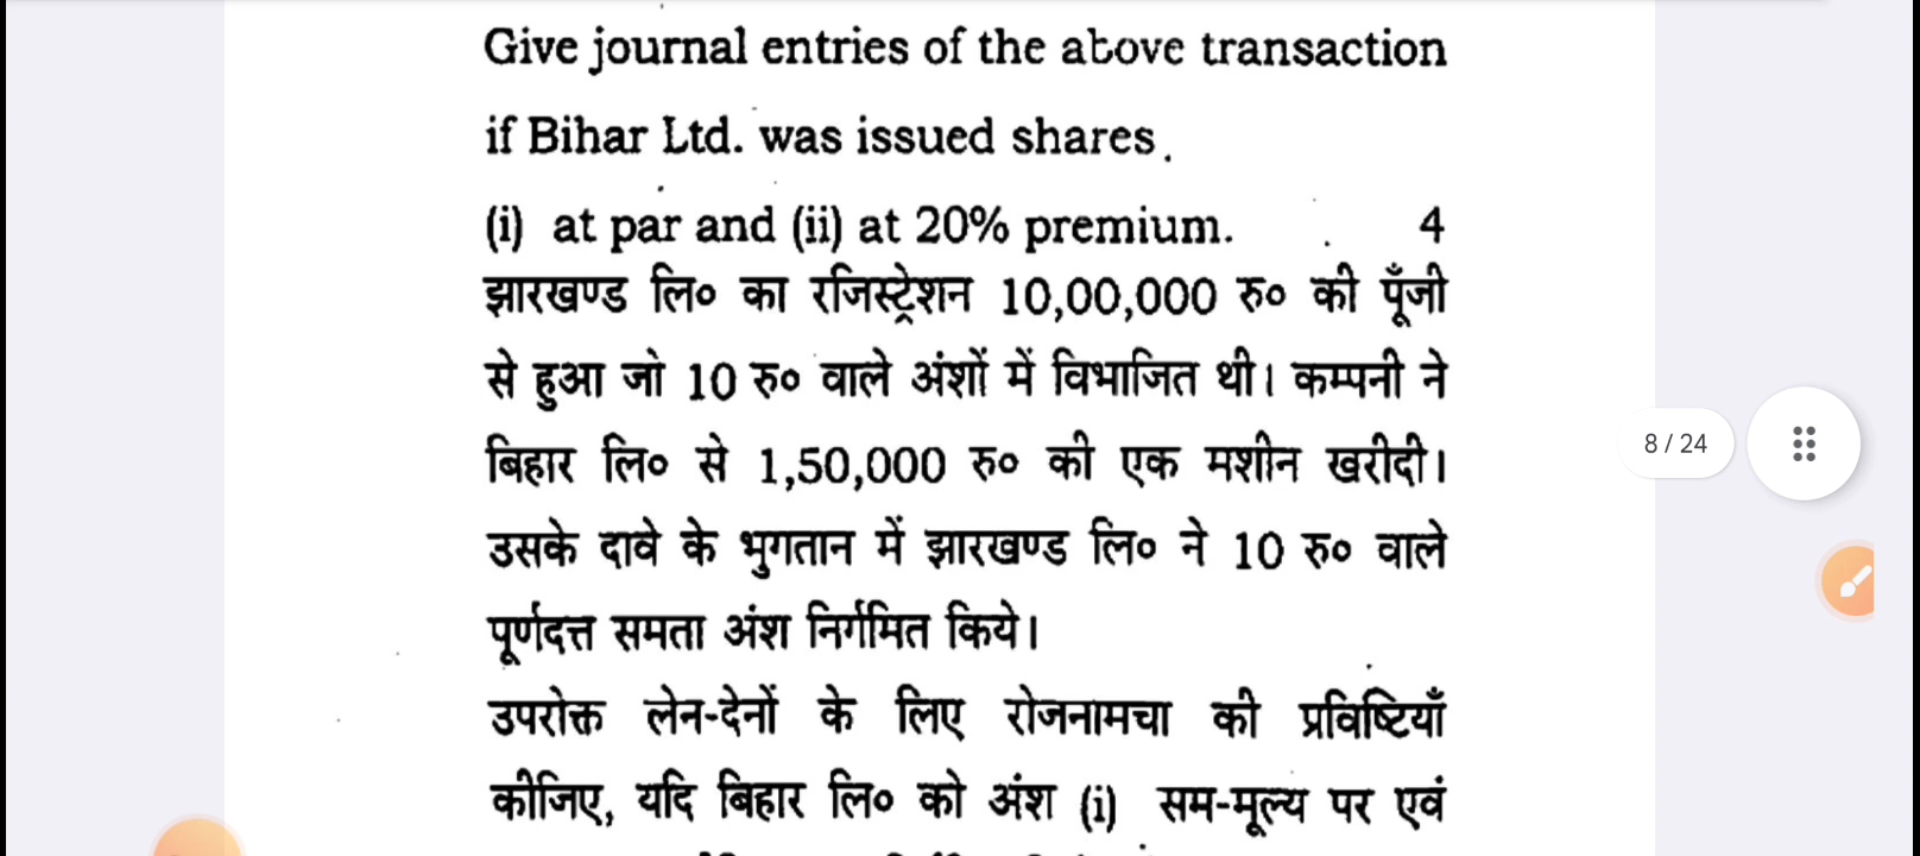 Give journal entries of the above transaction
if Bihar Ltd. was issued shares.
(i) at par and (ii) at 20% premium. 4
झारखण्ड लि० का रजिस्ट्रेशन 10,00,000 रु० की पूँजी
से हुआ जो 10 रु० वाले अंशों में विभाजित थी। कम्पनी ने
बिहार लि० से 1,50,000 रु० की एक मशीन खरीदी।
8 / 24
उसके दावे के भुगतान में झारखण्ड लि० ने 10 रु० वाले
पूर्णदत्त समता अंश निर्गमित किये।
उपरोक्त लेन-देनों के लिए रोजनामचा की प्रविष्टियाँ
कीजिए, यदि बिहार लि० को अंश (i) सम-मूल्य पर एवं